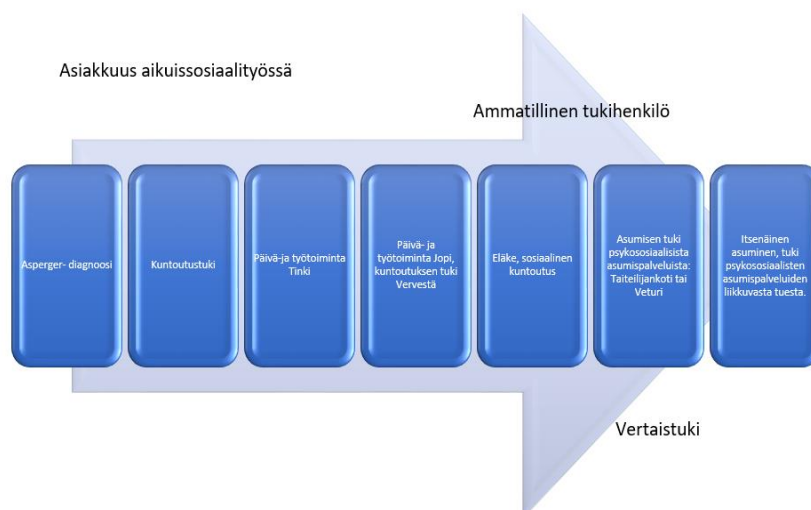 Asiakkuus aikuissosiaalityössä
Ammatillinen tukihenkilö
Asperger- diagnoosi
Kuntoutustuki
Päivä-ja työtoiminta
Tinki
Päivä- ja
työtoiminta Jopi,
kuntoutuksen tuki
Vervestä
Eläke, sosiaalinen
kuntoutus
Asumisen tuki
psykososiaalisista
asumispalveluista:
Taiteilijankoti tai
Veturi
Itsenäinen
asuminen, tuki
psykososiaalisten
asumispalveluiden
liikkuvasta tuesta.
Vertaistuki